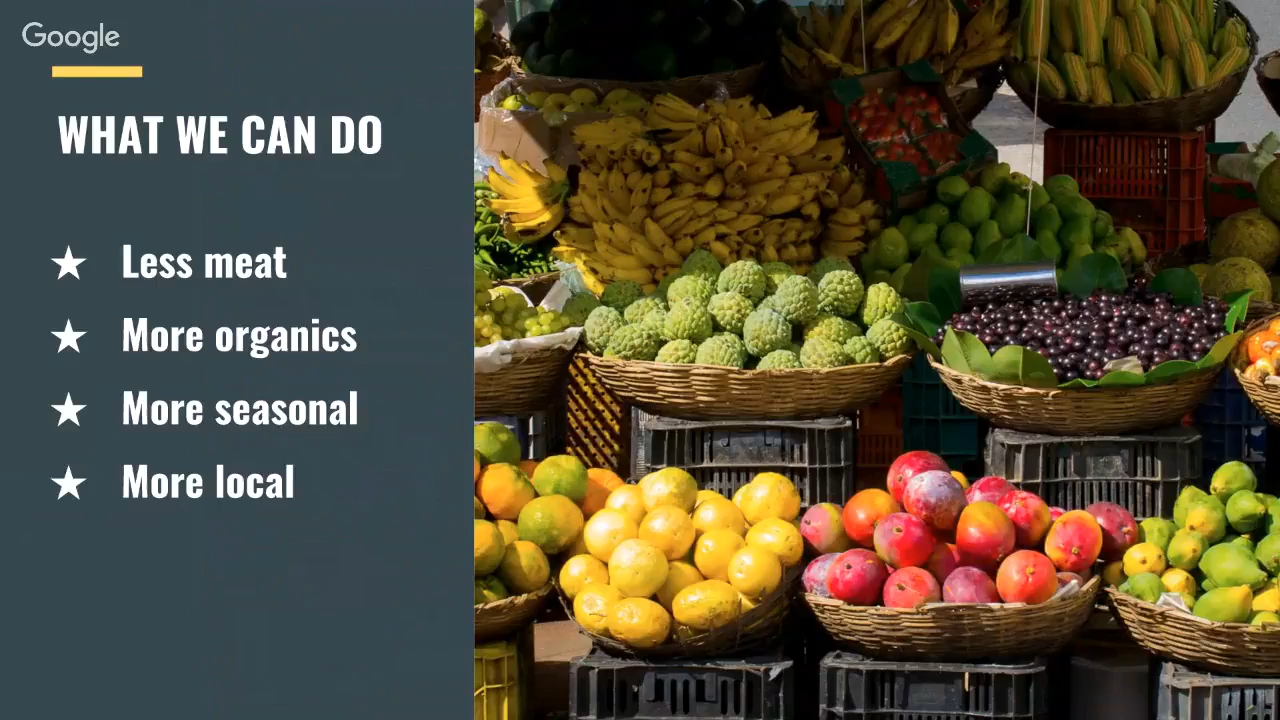 Google
WHAT WE CAN DO
★ Less meat
★ More organics
★ More seasonal
★ More local